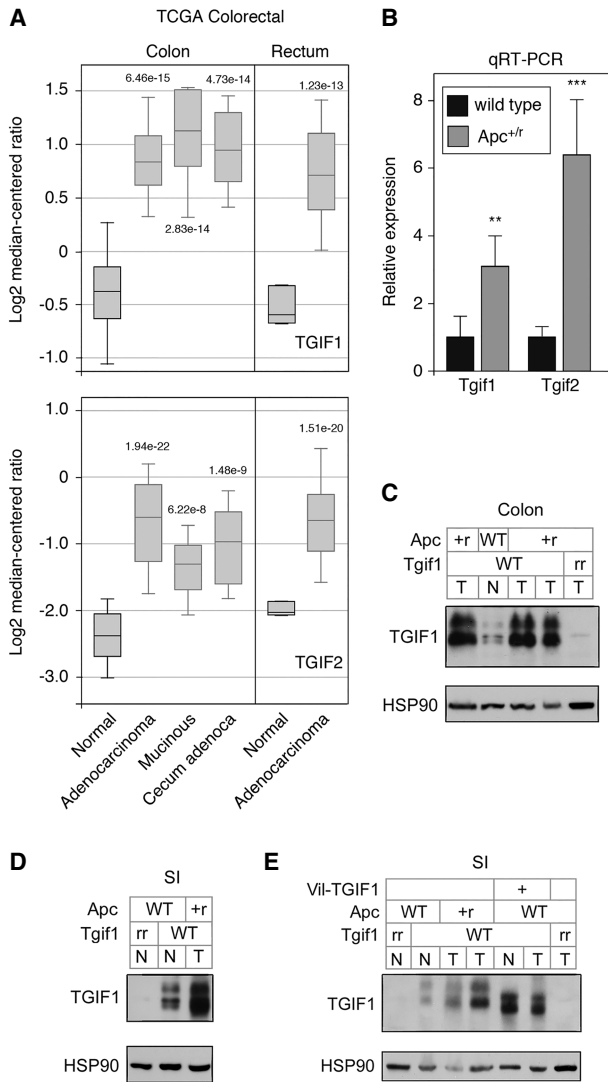 A
TCGA Colorectal
Colon
Rectum
Log2 median-centered ratio
1.5
1.0
0.5
0
-0.5
-1.0
6.46e-15
4.73e-14
1.23e-13
2.83e-14
TGIF1
Log2 median-centered ratio
1.0
0
-1.0
-2.0
-3.0
1.94e-22
6.22e-8
1.48e-9
1.51e-20
TGIF2
Normal
Adenocarcinoma
Mucinous
Cecum adenoca
Normal
Adenocarcinoma
B
qRT-PCR
Relative expression
8
6
4
2
0
wild type
Apc+/r
**
***
Tgif1
Tgif2
C
Colon
Apc +r WT +r
Tgif1 WT rr
T N T T T
TGIF1
HSP90
D
SI
Apc WT +r
Tgif1 rr WT
N N T
TGIF1
HSP90
E
SI
Vil-TGIF1 +
Apc WT +r WT
Tgif1 rr WT rr
N N T T N T T
TGIF1
HSP90